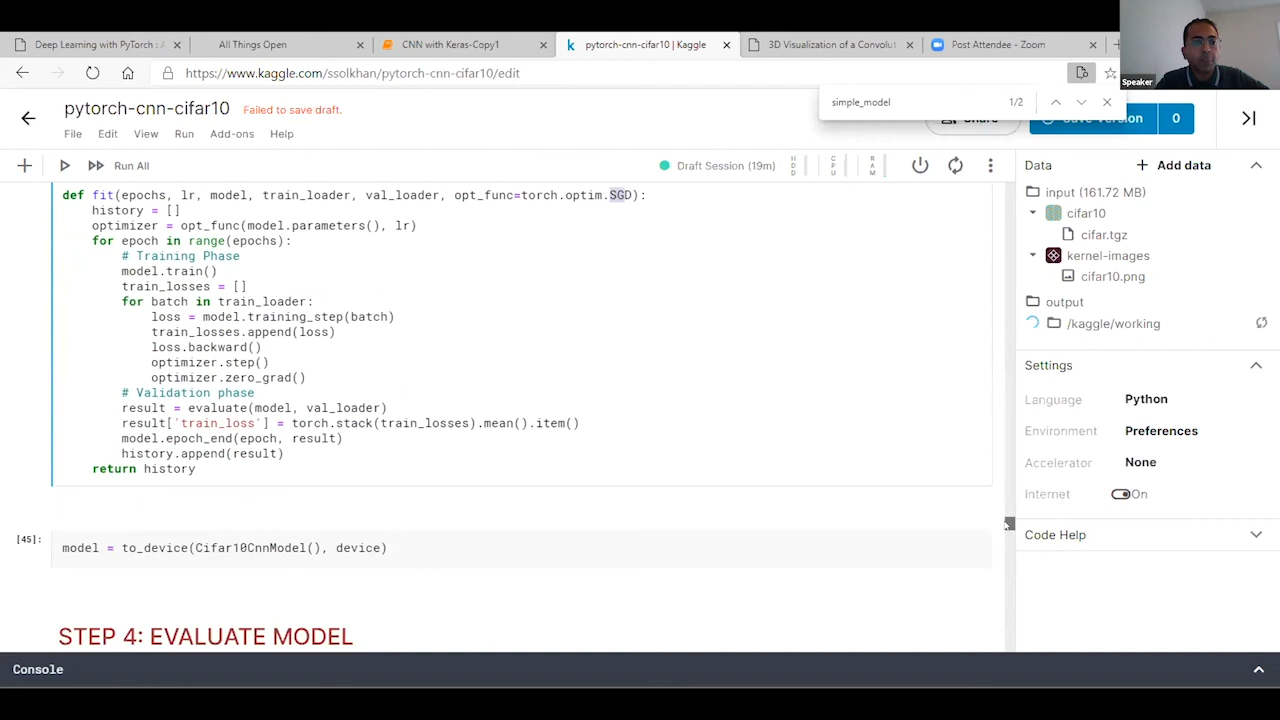 Deep Learning with PyTorch : A
All Things Open
CNN with Keras-Copy1
pytorch-cnn-cifar10 | Kaggle
3D Visualization of a Convolut
Post Attendee - Zoom
https://www.kaggle.com/ssolkhan/pytorch-cnn-cifar10/edit
Speaker
simple_model
1/2
pytorch-cnn-cifar10
Failed to save draft.
Share
Save Version
0
File
Edit
View
Run
Add-ons
Help
Run All
Draft Session (19m)
HDD
CPU
RAM
def fit(epochs, lr, model, train_loader, val_loader, opt_func=torch.optim.SGD):
history = []
optimizer = opt_func(model.parameters(), lr)
for epoch in range(epochs):
# Training Phase
model.train()
train_losses = []
for batch in train_loader:
loss = model.training_step(batch)
train_losses.append(loss)
loss.backward()
optimizer.step()
optimizer.zero_grad()
# Validation phase
result = evaluate(model, val_loader)
result['train_loss'] = torch.stack(train_losses).mean().item()
model.epoch_end(epoch, result)
history.append(result)
return history
[45]:
model = to_device(Cifar10CnnModel(), device)
STEP 4: EVALUATE MODEL
Console
Data
Add data
input (161.72 MB)
cifar10
cifar.tgz
kernel-images
cifar10.png
output
/kaggle/working
Settings
Language
Python
Environment
Preferences
Accelerator
None
Internet
On
Code Help